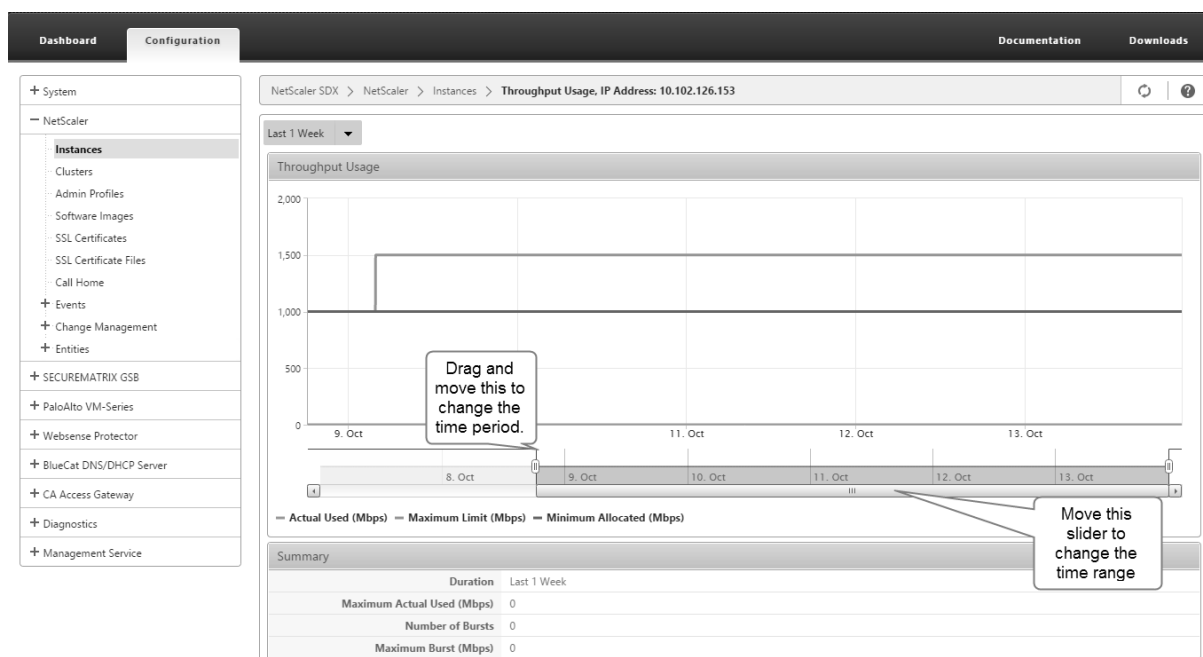 Dashboard
Configuration
Documentation
Downloads
+ System
− NetScaler
Instances
Clusters
Admin Profiles
Software Images
SSL Certificates
SSL Certificate Files
Call Home
+ Events
+ Change Management
+ Entities
+ SECUREMATRIX GSB
+ PaloAlto VM-Series
+ Websense Protector
+ BlueCat DNS/DHCP Server
+ CA Access Gateway
+ Diagnostics
+ Management Service
NetScaler SDX > NetScaler > Instances > Throughput Usage, IP Address: 10.102.126.153
?
Last 1 Week
Throughput Usage
2,000
1,500
1,000
500
0
9. Oct
11. Oct
12. Oct
13. Oct
Drag and
move this to
change the
time period.
8. Oct
9. Oct
10. Oct
11. Oct
12. Oct
13. Oct
— Actual Used (Mbps) — Maximum Limit (Mbps) — Minimum Allocated (Mbps)
Move this
slider to
change the
time range
Summary
Duration Last 1 Week
Maximum Actual Used (Mbps) 0
Number of Bursts 0
Maximum Burst (Mbps) 0